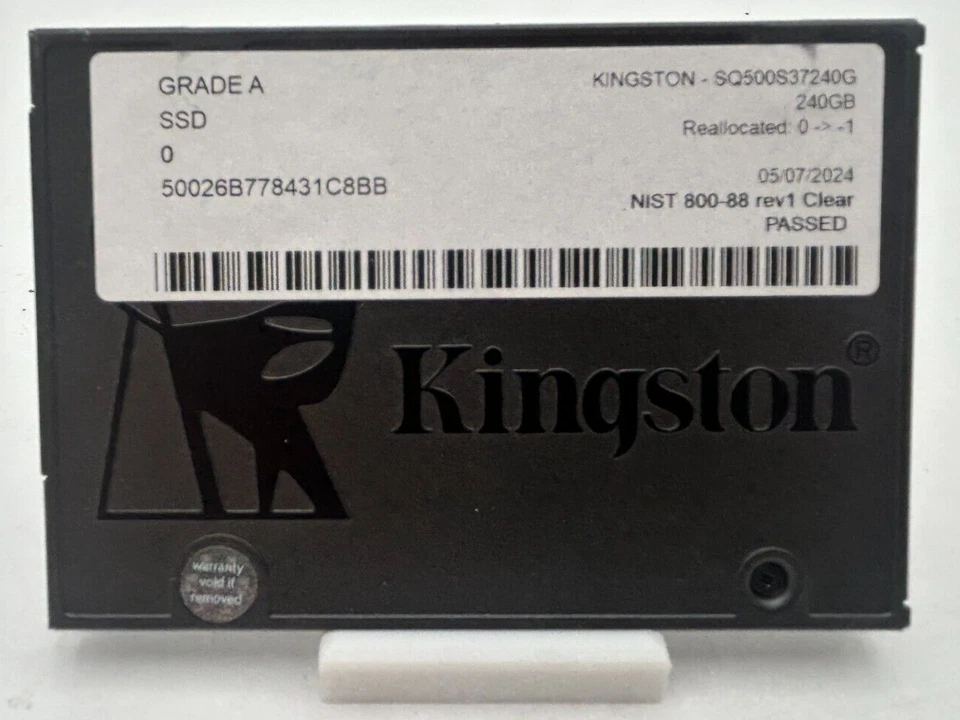 GRADE A
SSD
0
50026B778431C8BB
KINGSTON - SQ500S37240G
240GB
Reallocated: 0 -> -1
05/07/2024
NIST 800-88 rev1 Clear
PASSED
Kingston®
warranty
void if
removed